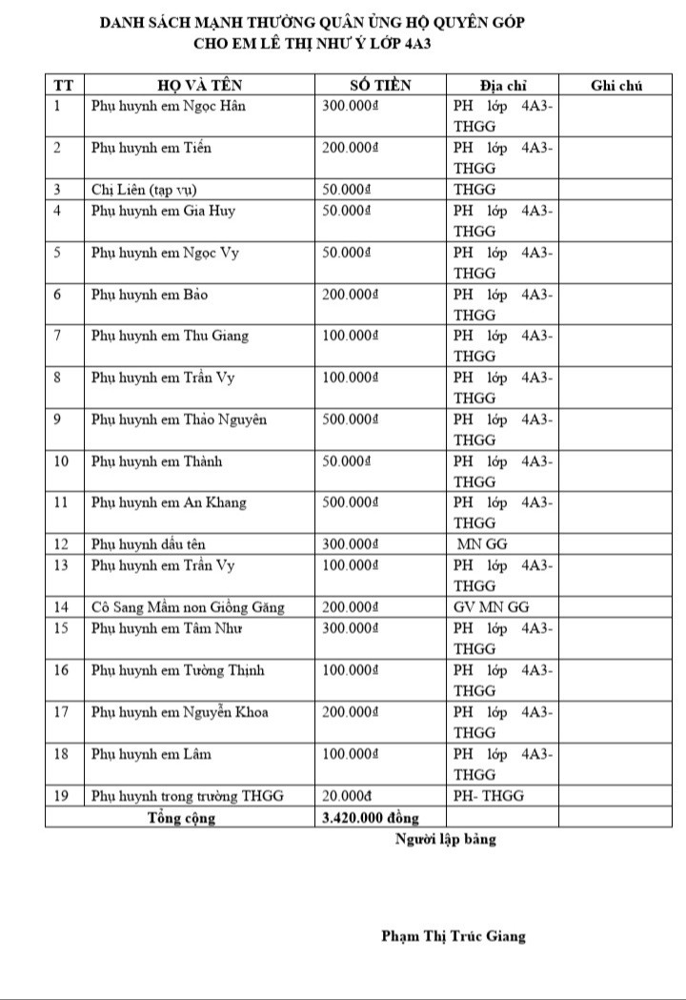 DANH SÁCH MẠNH THƯỜNG QUÂN ỦNG HỘ QUYÊN GÓP
CHO EM LÊ THỊ NHƯ Ý LỚP 4A3
TT HỌ VÀ TÊN SỐ TIỀN Địa chỉ Ghi chú
1 Phụ huynh em Ngọc Hân 300.000đ PH lớp 4A3-
THGG
2 Phụ huynh em Tiến 200.000đ PH lớp 4A3-
THGG
3 Chị Liên (tạp vụ) 50.000đ THGG
4 Phụ huynh em Gia Huy 50.000đ PH lớp 4A3-
THGG
5 Phụ huynh em Ngọc Vy 50.000đ PH lớp 4A3-
THGG
6 Phụ huynh em Bảo 200.000đ PH lớp 4A3-
THGG
7 Phụ huynh em Thu Giang 100.000đ PH lớp 4A3-
THGG
8 Phụ huynh em Trần Vy 100.000đ PH lớp 4A3-
THGG
9 Phụ huynh em Thảo Nguyên 500.000đ PH lớp 4A3-
THGG
10 Phụ huynh em Thành 50.000đ PH lớp 4A3-
THGG
11 Phụ huynh em An Khang 500.000đ PH lớp 4A3-
THGG
12 Phụ huynh dấu tên 300.000đ MN GG
13 Phụ huynh em Trần Vy 100.000đ PH lớp 4A3-
THGG
14 Cô Sang Mầm non Giồng Găng 200.000đ GV MN GG
15 Phụ huynh em Tâm Như 300.000đ PH lớp 4A3-
THGG
16 Phụ huynh em Tường Thịnh 100.000đ PH lớp 4A3-
THGG
17 Phụ huynh em Nguyễn Khoa 200.000đ PH lớp 4A3-
THGG
18 Phụ huynh em Lâm 100.000đ PH lớp 4A3-
THGG
19 Phụ huynh trong trường THGG 20.000đ PH- THGG
Tổng cộng 3.420.000 đồng
Người lập bảng
Phạm Thị Trúc Giang